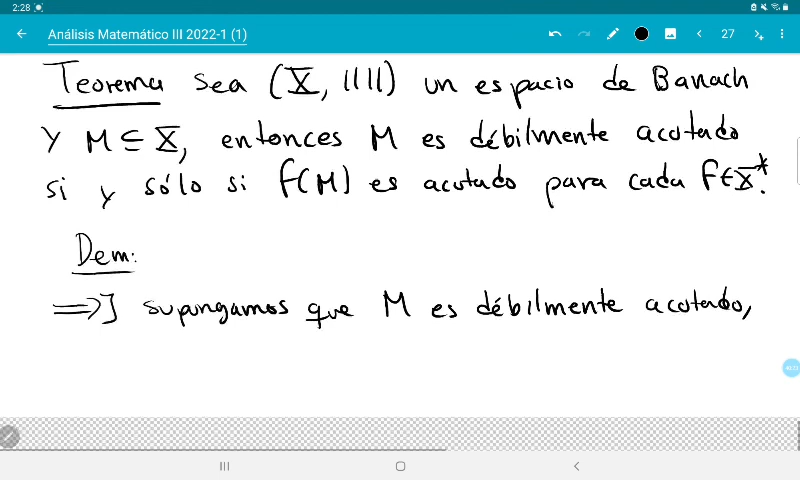 2:28
Análisis Matemático III 2022-1 (1)
27
Teorema Sea (X, || ||) un espacio de Banach
y M ⊆ X, entonces M es débilmente acotado
si y sólo si f(M) es acotado para cada f ∈ X*.
Dem:
⇒] supongamos que M es débilmente acotado,